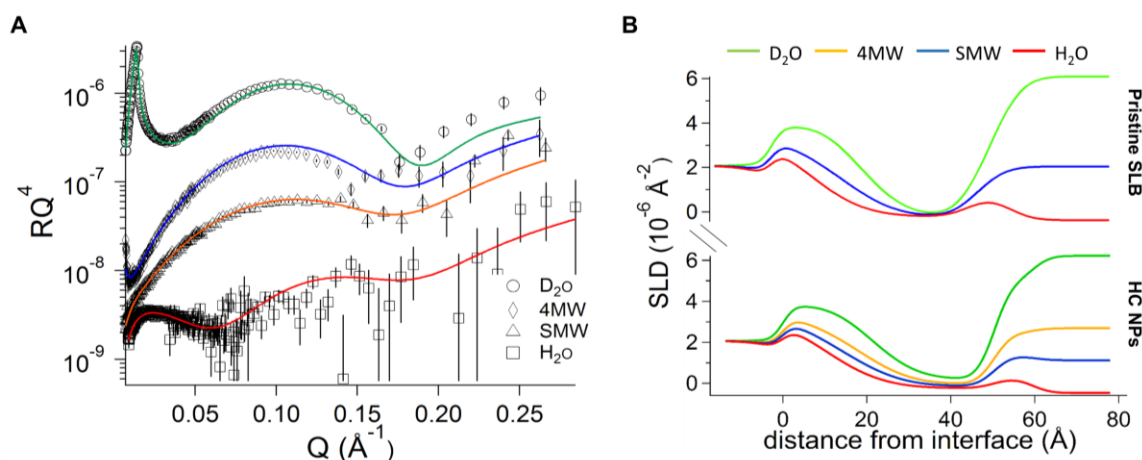 A
RQ⁴
10⁻⁶
10⁻⁷
10⁻⁸
10⁻⁹
D₂O
4MW
SMW
H₂O
0.05 0.10 0.15 0.20 0.25
Q (Å⁻¹)
B
D₂O 4MW SMW H₂O
SLD (10⁻⁶ Å⁻²)
6
4
2
0
Pristine SLB
6
4
2
0
HC NPs
0 20 40 60 80
distance from interface (Å)